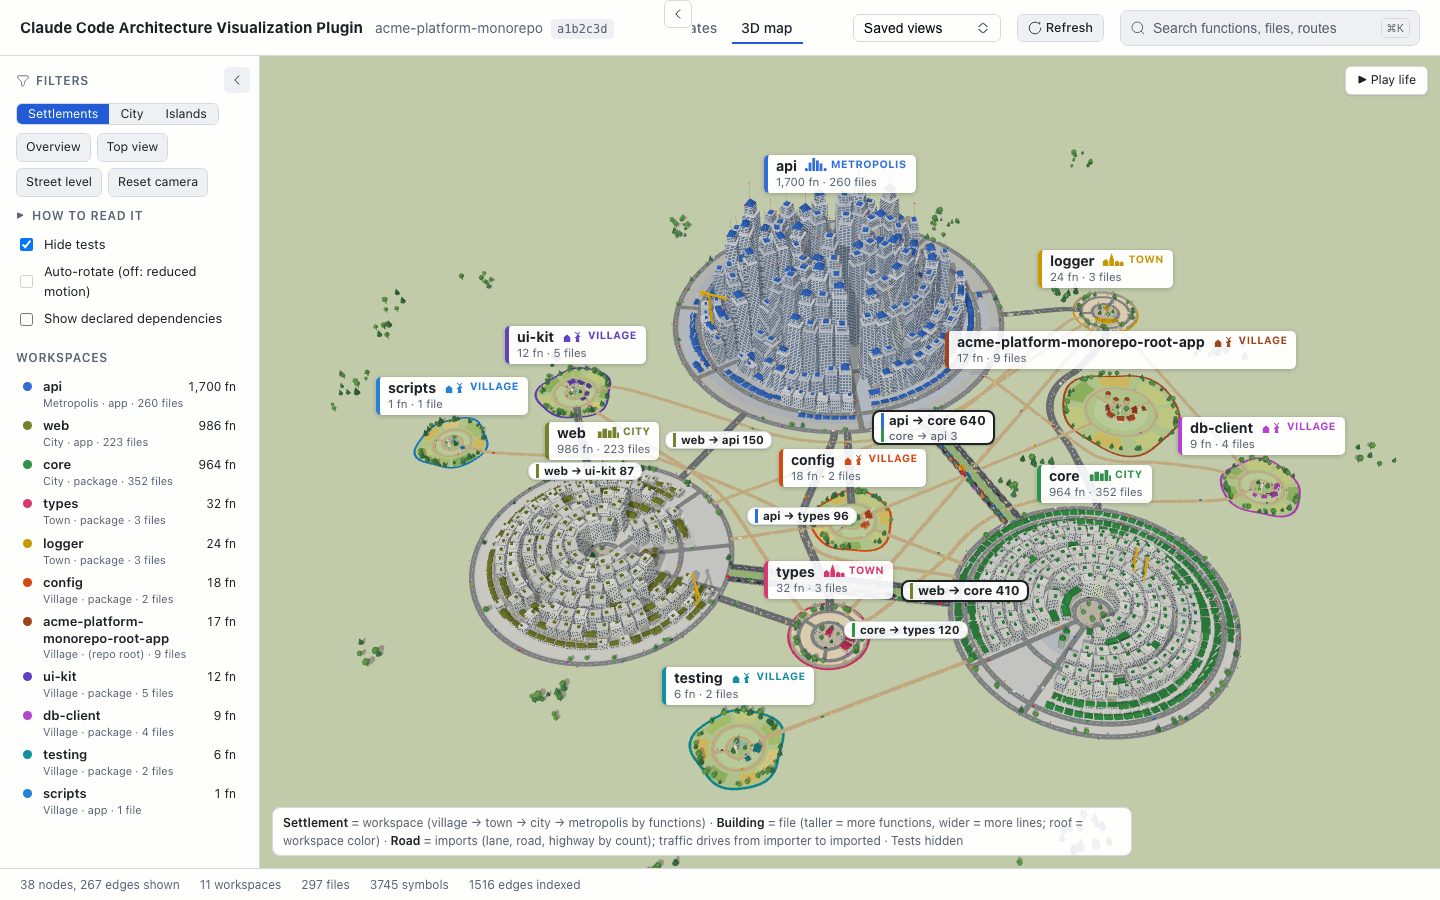 Claude Code Architecture Visualization Plugin acme-platform-monorepo a1b2c3d
ates 3D map
Saved views
Refresh
Search functions, files, routes ⌘K
FILTERS
Settlements City Islands
Overview Top view
Street level Reset camera
HOW TO READ IT
Hide tests
Auto-rotate (off: reduced
motion)
Show declared dependencies
WORKSPACES
api 1,700 fn
Metropolis · app · 260 files
web 986 fn
City · app · 223 files
core 964 fn
City · package · 352 files
types 32 fn
Town · package · 3 files
logger 24 fn
Town · package · 3 files
config 18 fn
Village · package · 2 files
acme-platform- 17 fn
monorepo-root-app
Village · (repo root) · 9 files
ui-kit 12 fn
Village · package · 5 files
db-client 9 fn
Village · package · 4 files
testing 6 fn
Village · package · 2 files
scripts 1 fn
Village · app · 1 file
Play life
api METROPOLIS
1,700 fn · 260 files
logger TOWN
24 fn · 3 files
ui-kit VILLAGE
12 fn · 5 files
acme-platform-monorepo-root-app VILLAGE
17 fn · 9 files
scripts VILLAGE
1 fn · 1 file
web CITY
986 fn · 223 files
web → api 150
api → core 640
core → api 3
db-client VILLAGE
9 fn · 4 files
web → ui-kit 87
config VILLAGE
18 fn · 2 files
core CITY
964 fn · 352 files
api → types 96
types TOWN
32 fn · 3 files
web → core 410
core → types 120
testing VILLAGE
6 fn · 2 files
Settlement = workspace (village → town → city → metropolis by functions) · Building = file (taller = more functions, wider = more lines; roof =
workspace color) · Road = imports (lane, road, highway by count); traffic drives from importer to imported · Tests hidden
38 nodes, 267 edges shown 11 workspaces 297 files 3745 symbols 1516 edges indexed